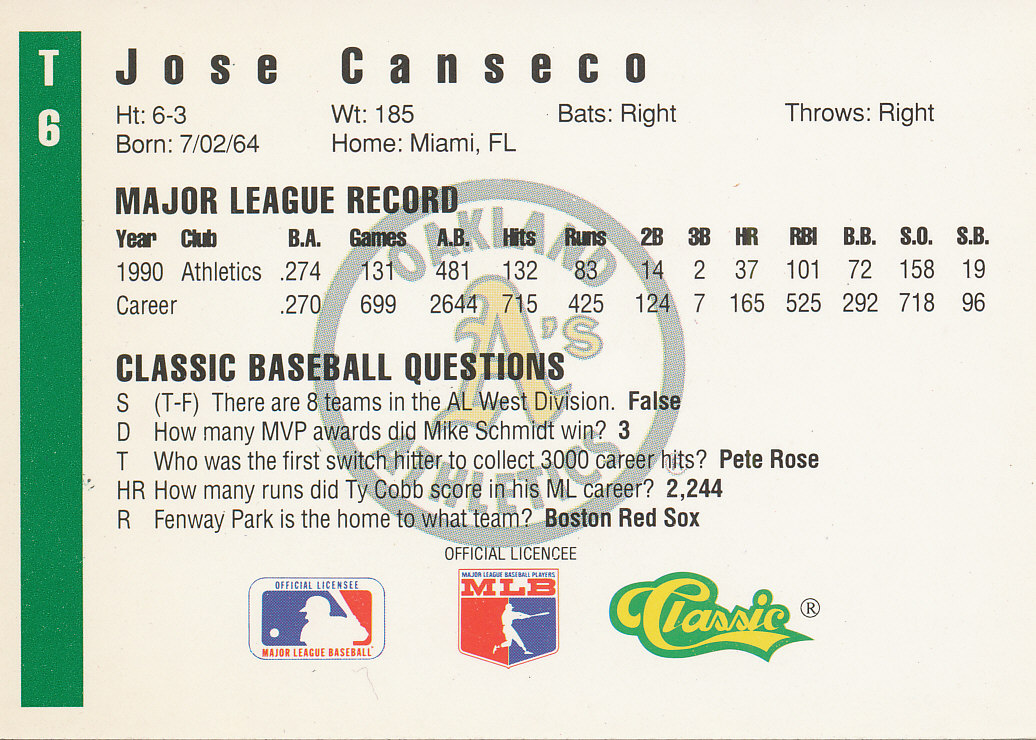 T
6
Jose Canseco
Ht: 6-3 Wt: 185 Bats: Right Throws: Right
Born: 7/02/64 Home: Miami, FL
MAJOR LEAGUE RECORD
Year Club B.A. Games A.B. Hits Runs 2B 3B HR RBI B.B. S.O. S.B.
1990 Athletics .274 131 481 132 83 14 2 37 101 72 158 19
Career .270 699 2644 715 425 124 7 165 525 292 718 96
OAKLAND
A's
ATHLETICS
®
CLASSIC BASEBALL QUESTIONS
S (T-F) There are 8 teams in the AL West Division. False
D How many MVP awards did Mike Schmidt win? 3
T Who was the first switch hitter to collect 3000 career hits? Pete Rose
HR How many runs did Ty Cobb score in his ML career? 2,244
R Fenway Park is the home to what team? Boston Red Sox
OFFICIAL LICENCEE
OFFICIAL LICENSEE
MAJOR LEAGUE BASEBALL
MAJOR LEAGUE BASEBALL PLAYERS
MLB
Classic ®